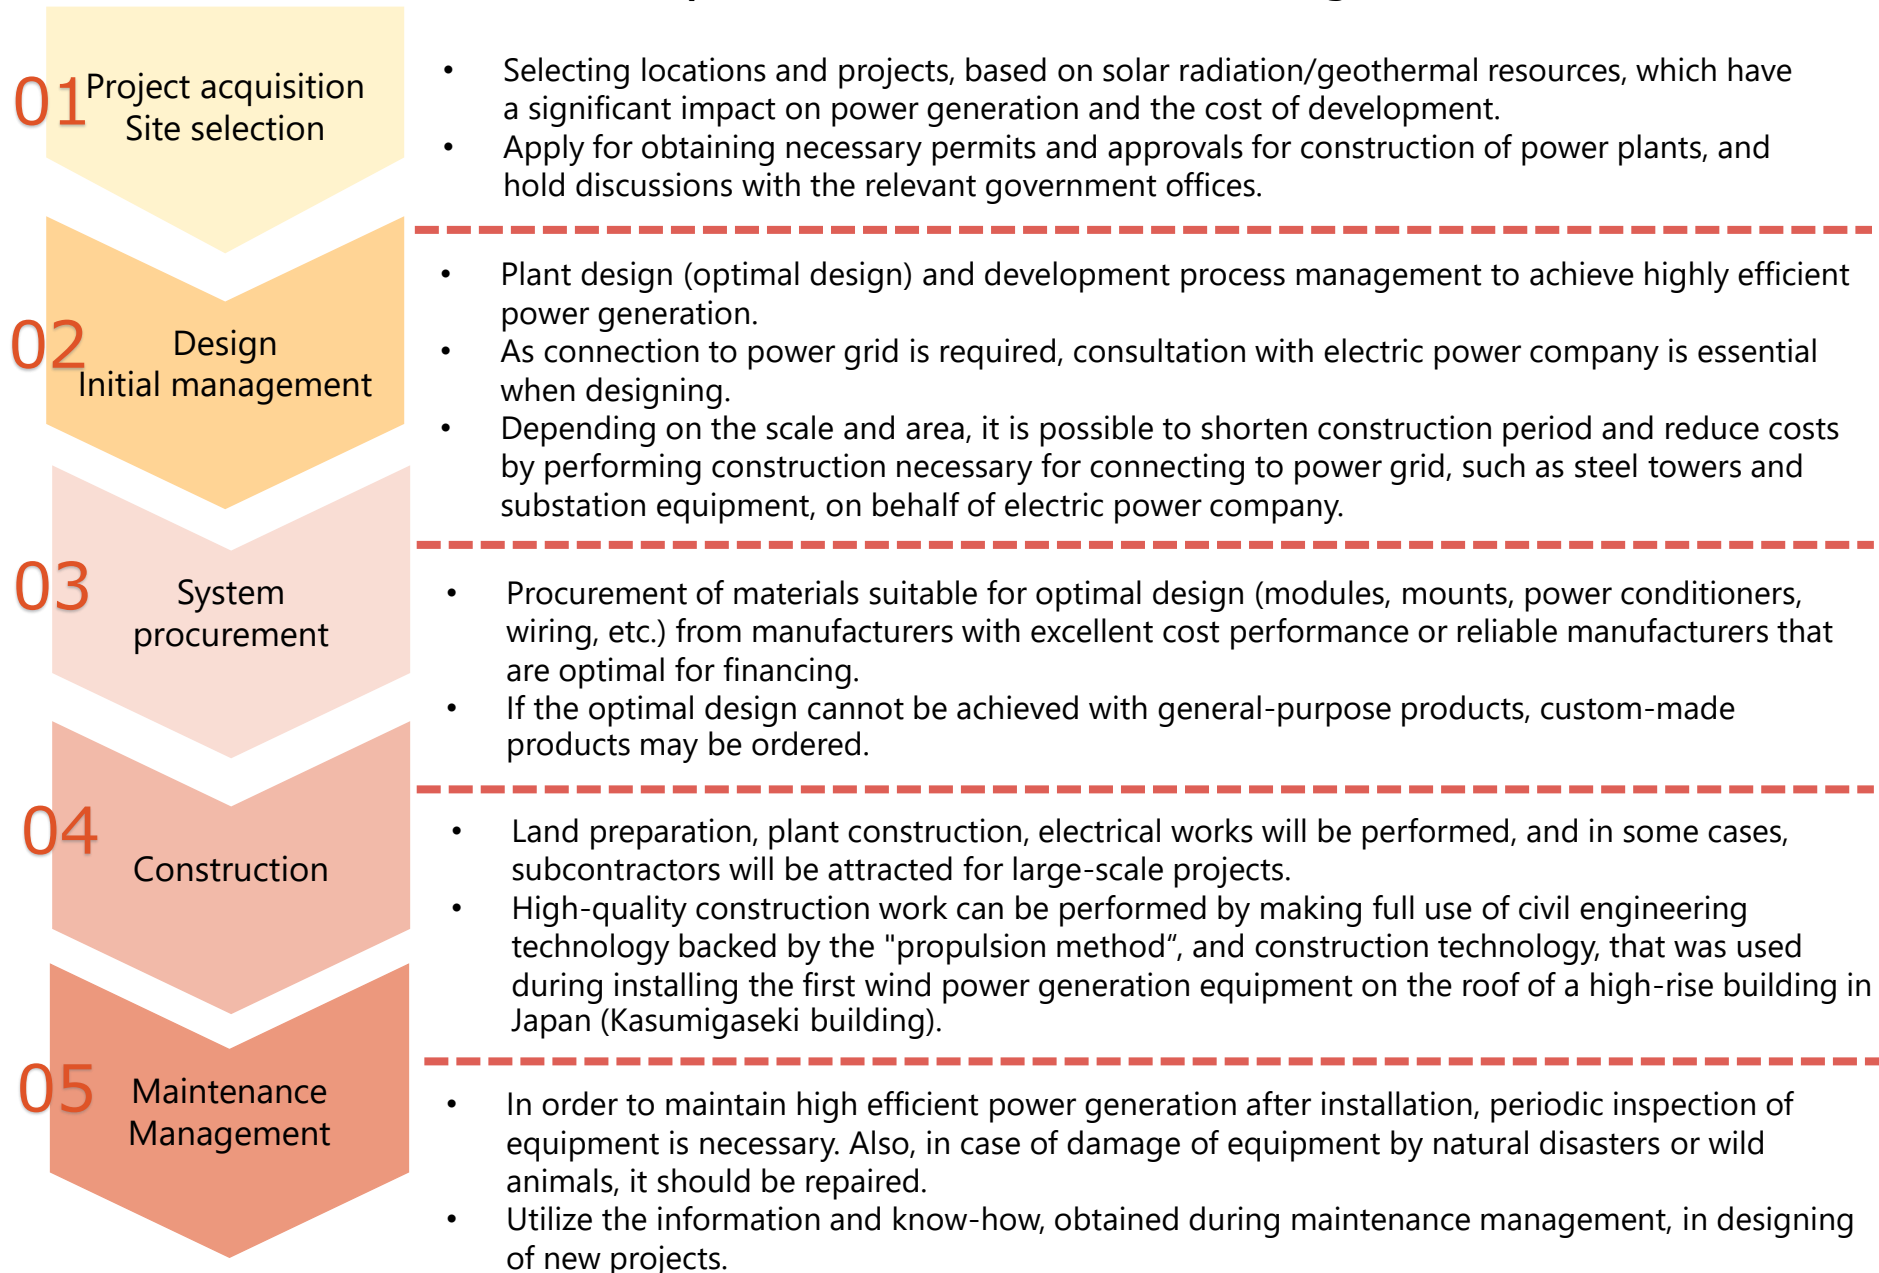 01
Project acquisition
Site selection
• Selecting locations and projects, based on solar radiation/geothermal resources, which have
a significant impact on power generation and the cost of development.
• Apply for obtaining necessary permits and approvals for construction of power plants, and
hold discussions with the relevant government offices.
02
Design
Initial management
• Plant design (optimal design) and development process management to achieve highly efficient
power generation.
• As connection to power grid is required, consultation with electric power company is essential
when designing.
• Depending on the scale and area, it is possible to shorten construction period and reduce costs
by performing construction necessary for connecting to power grid, such as steel towers and
substation equipment, on behalf of electric power company.
03
System
procurement
• Procurement of materials suitable for optimal design (modules, mounts, power conditioners,
wiring, etc.) from manufacturers with excellent cost performance or reliable manufacturers that
are optimal for financing.
• If the optimal design cannot be achieved with general-purpose products, custom-made
products may be ordered.
04
Construction
• Land preparation, plant construction, electrical works will be performed, and in some cases,
subcontractors will be attracted for large-scale projects.
• High-quality construction work can be performed by making full use of civil engineering
technology backed by the "propulsion method“, and construction technology, that was used
during installing the first wind power generation equipment on the roof of a high-rise building in
Japan (Kasumigaseki building).
05
Maintenance
Management
• In order to maintain high efficient power generation after installation, periodic inspection of
equipment is necessary. Also, in case of damage of equipment by natural disasters or wild
animals, it should be repaired.
• Utilize the information and know-how, obtained during maintenance management, in designing
of new projects.